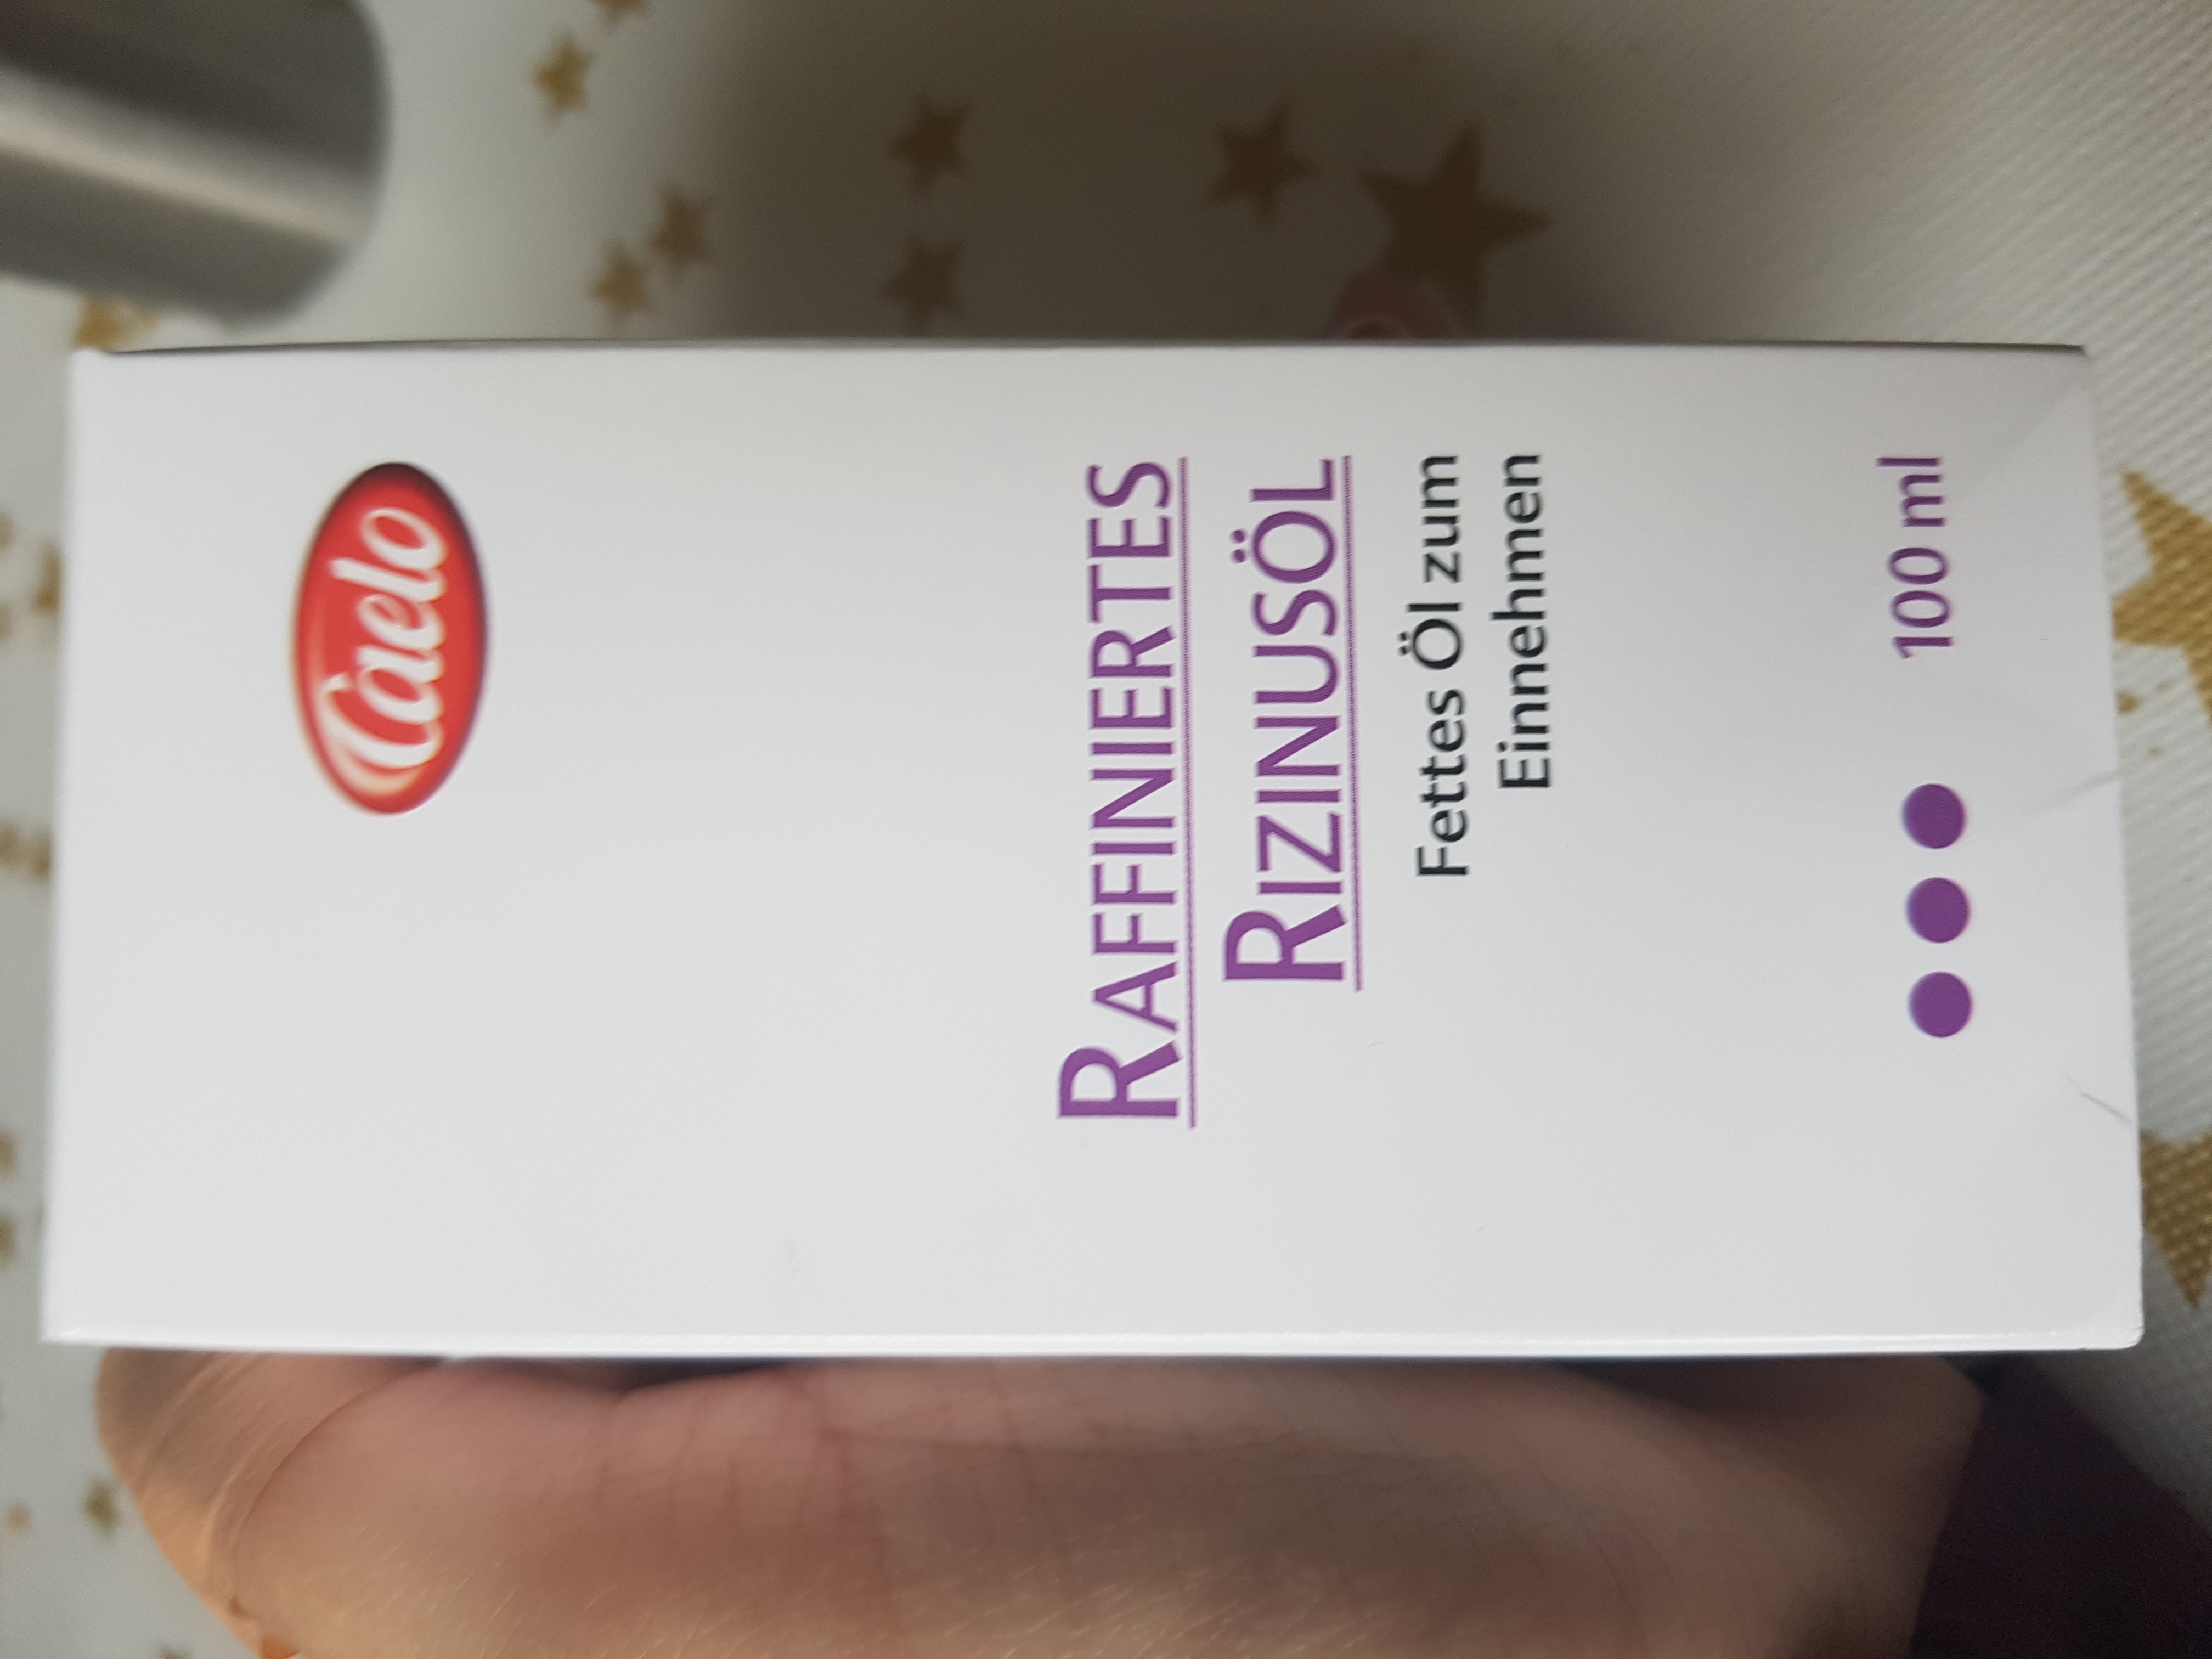 Caelo
RAFFINIERTES
RIZINUSÖL
Fettes Öl zum
Einnehmen
100 ml